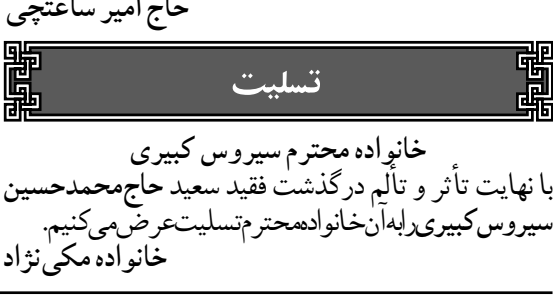 حاج امیر ساعتچی
تسلیت
خانواده محترم سیروس کبیری
با نهایت تأثر و تألم درگذشت فقید سعید حاج‌محمدحسین
سیروس‌کبیری‌رابه‌آن‌خانواده‌محترم‌تسلیت‌عرض‌می‌کنیم.
خانواده مکی‌نژاد